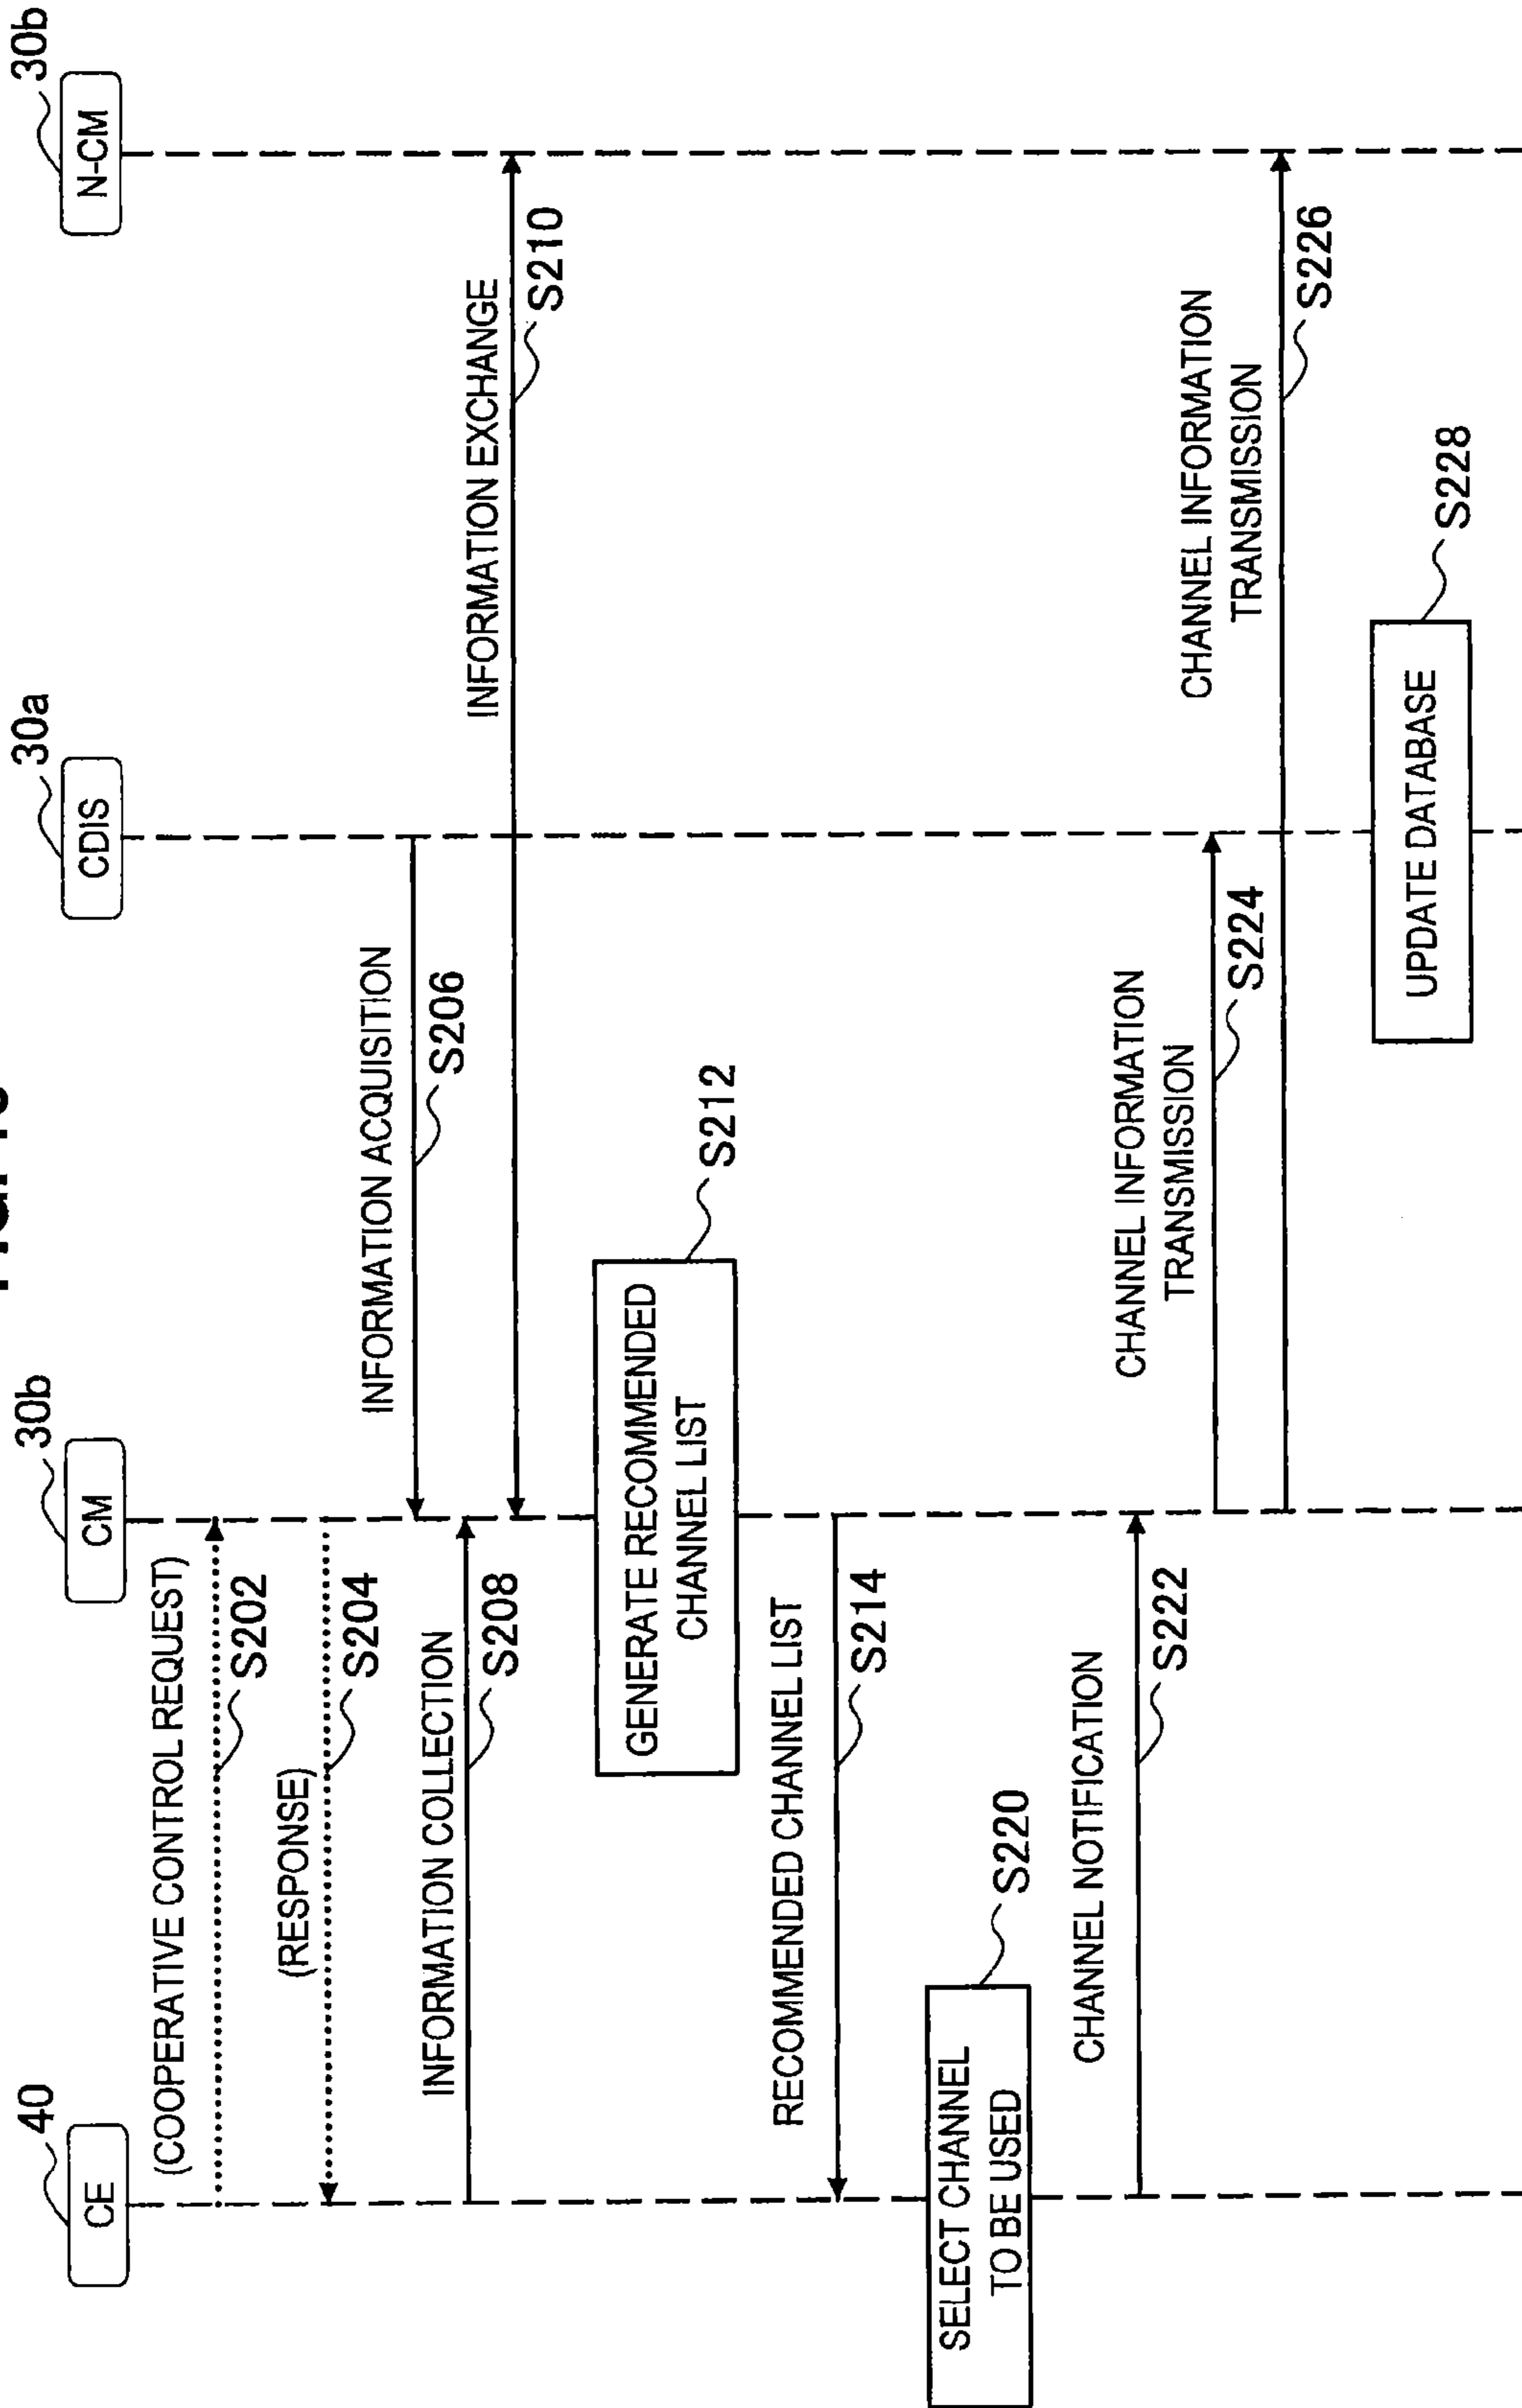 40
CE
30b
CM
30a
CDIS
30b
N-CM
(COOPERATIVE CONTROL REQUEST)
S202
(RESPONSE)
S204
INFORMATION ACQUISITION
S206
INFORMATION COLLECTION
S208
INFORMATION EXCHANGE
S210
GENERATE RECOMMENDED
CHANNEL LIST
S212
RECOMMENDED CHANNEL LIST
S214
SELECT CHANNEL
TO BE USED
S220
CHANNEL NOTIFICATION
S222
CHANNEL INFORMATION
TRANSMISSION
S224
CHANNEL INFORMATION
TRANSMISSION
S226
UPDATE DATABASE
S228